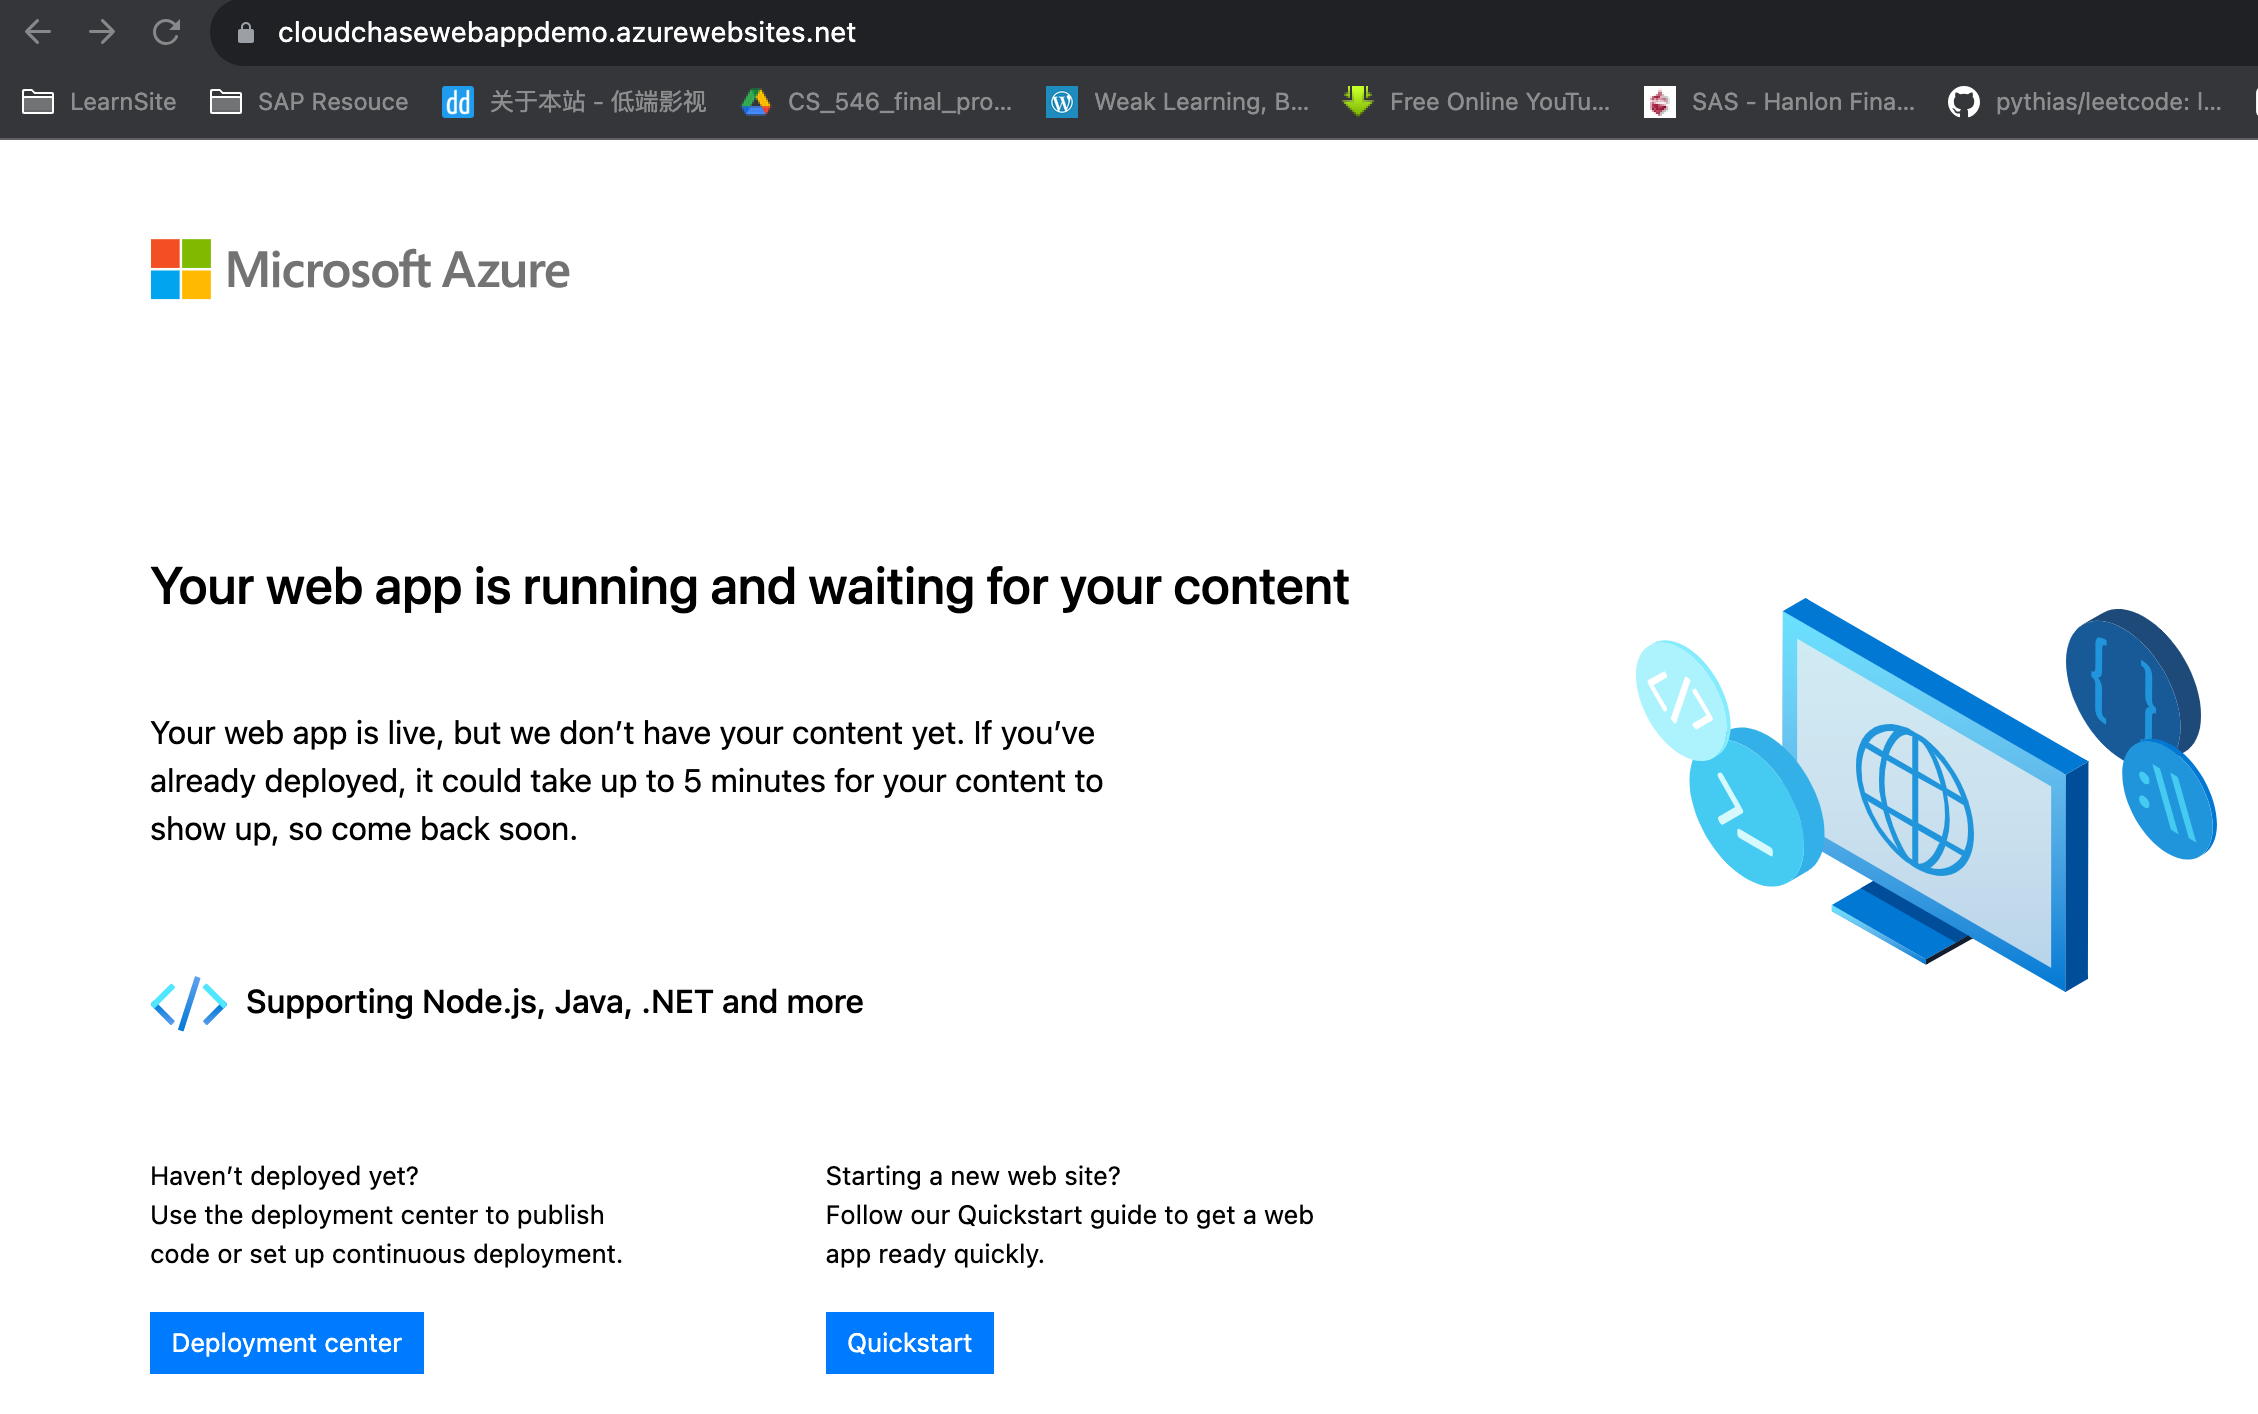 cloudchasewebappdemo.azurewebsites.net
LearnSite
SAP Resouce
dd 关于本站 - 低端影视
CS_546_final_pro...
Weak Learning, B...
Free Online YouTu...
SAS - Hanlon Fina...
pythias/leetcode: l...
Microsoft Azure
Your web app is running and waiting for your content
Your web app is live, but we don’t have your content yet. If you’ve
already deployed, it could take up to 5 minutes for your content to
show up, so come back soon.
Supporting Node.js, Java, .NET and more
Haven’t deployed yet?
Use the deployment center to publish
code or set up continuous deployment.
Deployment center
Starting a new web site?
Follow our Quickstart guide to get a web
app ready quickly.
Quickstart